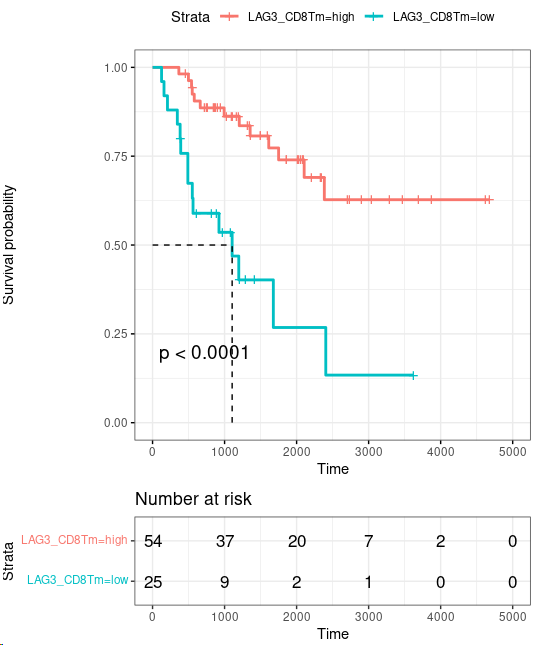 Strata LAG3_CD8Tm=high LAG3_CD8Tm=low
Survival probability
1.00
0.75
0.50
0.25
0.00
p < 0.0001
0 1000 2000 3000 4000 5000
Time
Number at risk
Strata
LAG3_CD8Tm=high 54 37 20 7 2 0
LAG3_CD8Tm=low 25 9 2 1 0 0
0 1000 2000 3000 4000 5000
Time